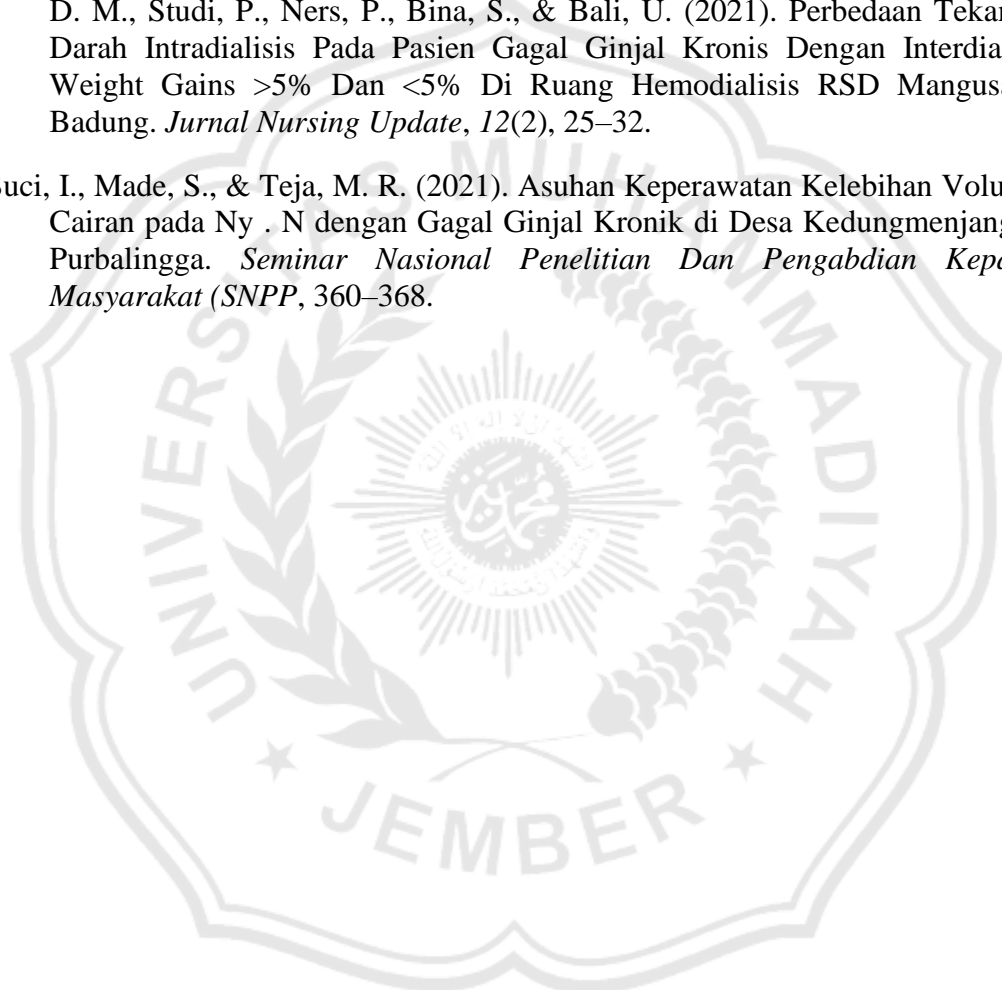 D. M., Studi, P., Ners, P., Bina, S., & Bali, U. (2021). Perbedaan Tekan
Darah Intradialisis Pada Pasien Gagal Ginjal Kronis Dengan Interdia
Weight Gains >5% Dan <5% Di Ruang Hemodialisis RSD Mangusa
Badung. Jurnal Nursing Update, 12(2), 25–32.
uci, I., Made, S., & Teja, M. R. (2021). Asuhan Keperawatan Kelebihan Volu
Cairan pada Ny . N dengan Gagal Ginjal Kronik di Desa Kedungmenjang
Purbalingga. Seminar Nasional Penelitian Dan Pengabdian Kepa
Masyarakat (SNPP, 360–368.
UNIVERSITAS MUHAMMADIYAH
JEMBER